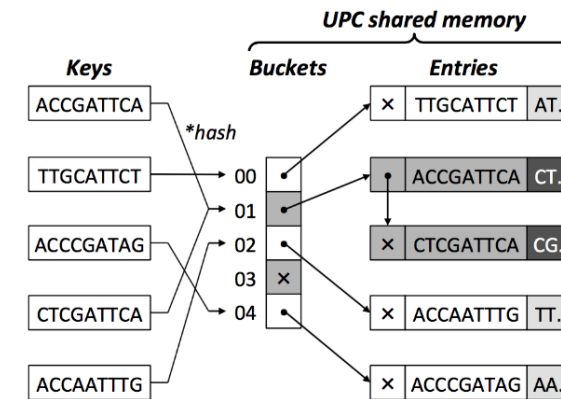 UPC shared memory
Keys Buckets Entries
ACCGATTCA × TTGCATTCT AT.
*hash
TTGCATTCT 00 ACCGATTCA CT.
01
ACCCGATAG 02 × CTCGATTCA CG.
03 ×
CTCGATTCA 04 × ACCAATTTG TT.
ACCAATTTG × ACCCGATAG AA.